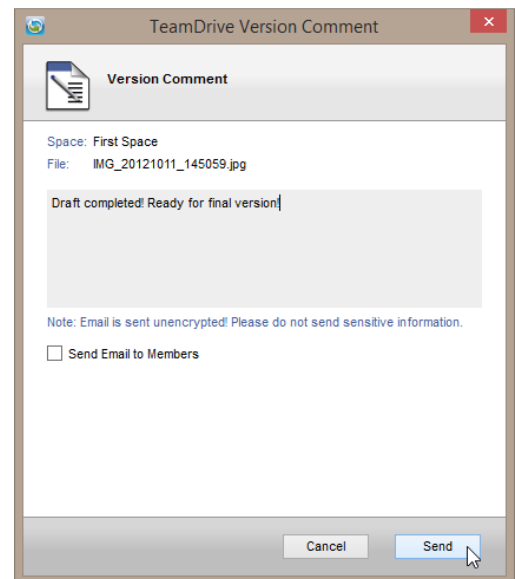 TeamDrive Version Comment
Version Comment
Space: First Space
File: IMG_20121011_145059.jpg
Draft completed! Ready for final version!
Note: Email is sent unencrypted! Please do not send sensitive information.
Send Email to Members
Cancel Send